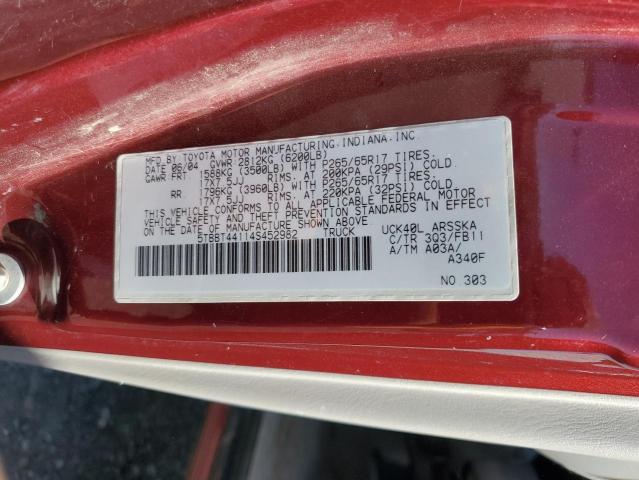 MFD. BY TOYOTA MOTOR MANUFACTURING, INDIANA, INC
DATE 06/04 GVWR 2812KG (6200LB)
GAWR FRT 1588KG (3500LB) WITH P265/65R17 TIRES,
17X7.5JJ RIMS, AT 200KPA (29PSI) COLD.
RR 1796KG (3960LB) WITH P265/65R17 TIRES,
17X7.5JJ RIMS, AT 220KPA (32PSI) COLD.
THIS VEHICLE CONFORMS TO ALL APPLICABLE FEDERAL MOTOR
VEHICLE SAFETY AND THEFT PREVENTION STANDARDS IN EFFECT
ON THE DATE OF MANUFACTURE SHOWN ABOVE.
5TBBT44114S452982 TRUCK
UCK40L ARSSKA
C/TR 3Q3/FB11
A/TM A03A/
A340F
NO 303